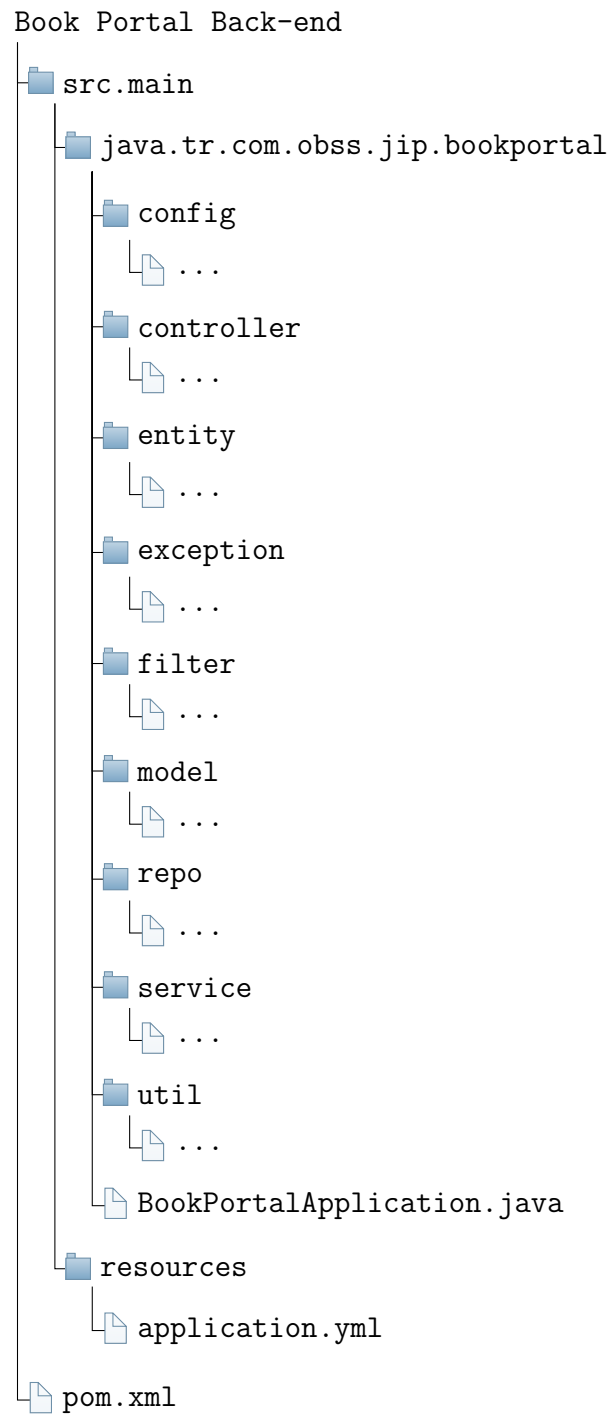 Book Portal Back-end
src.main
java.tr.com.obss.jip.bookportal
config
...
controller
...
entity
...
exception
...
filter
...
model
...
repo
...
service
...
util
...
BookPortalApplication.java
resources
application.yml
pom.xml